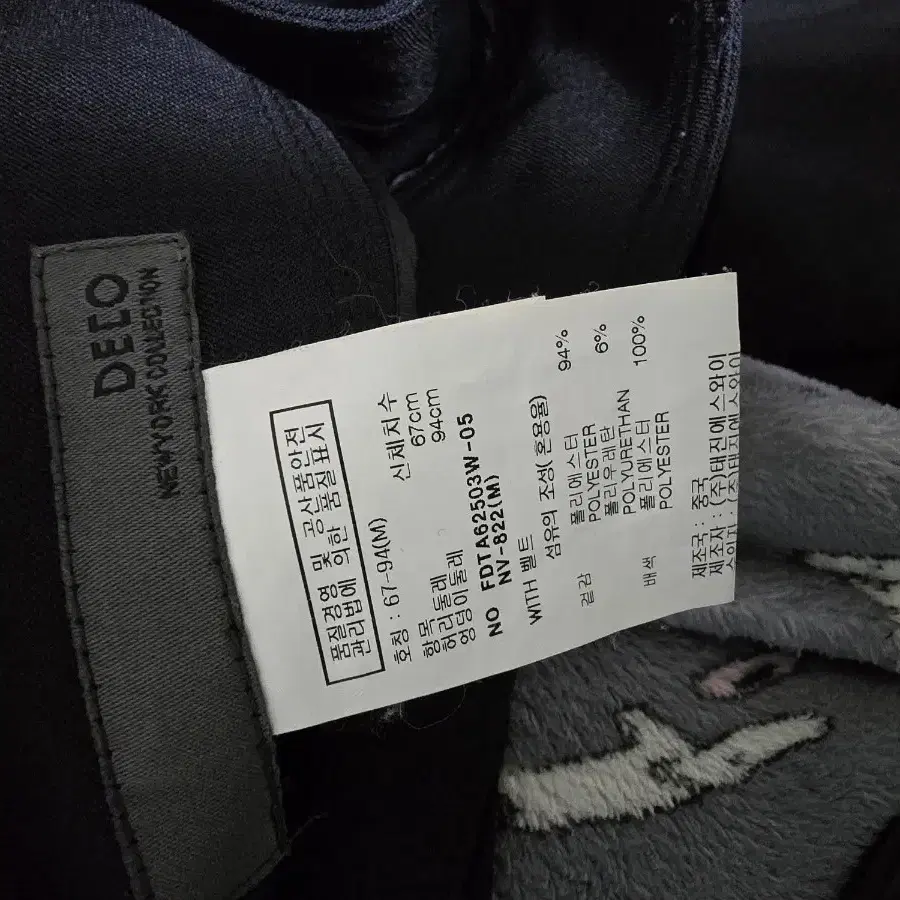 DELO
NEWYORK COLLECTION
품질경영 및 공산품안전
관리법에 의한 품질표시
호칭 : 67-94(M)
항목 신체치수
허리둘레 67cm
엉덩이둘레 94cm
NO FDTA62503W-05
NV-822(M)
WITH 벨트
섬유의 조성( 혼용율)
겉감 폴리에스터 94%
POLYESTER
폴리우레탄 6%
POLYURETHAN
배색 폴리에스터 100%
POLYESTER
제조국 : 중국
제조자 : (주)태진에스와이